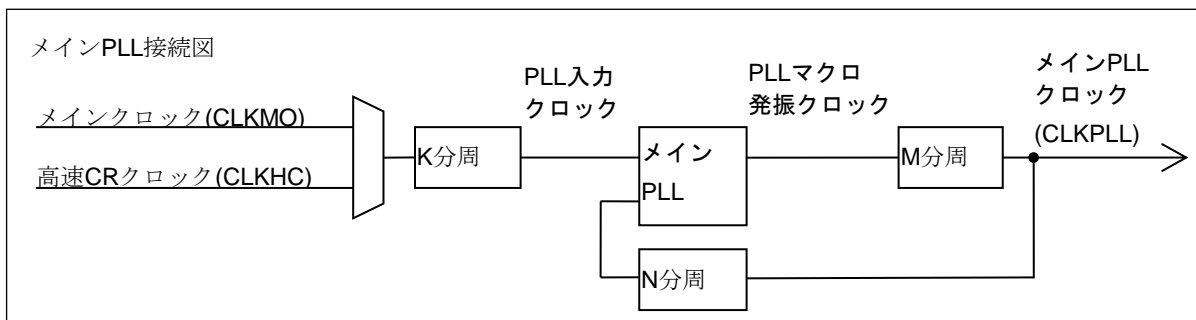 メインPLL接続図
メインクロック(CLKMO)
高速CRクロック(CLKHC)
K分周
PLL入力
クロック
メイン
PLL
PLLマクロ
発振クロック
M分周
N分周
メインPLL
クロック
(CLKPLL)